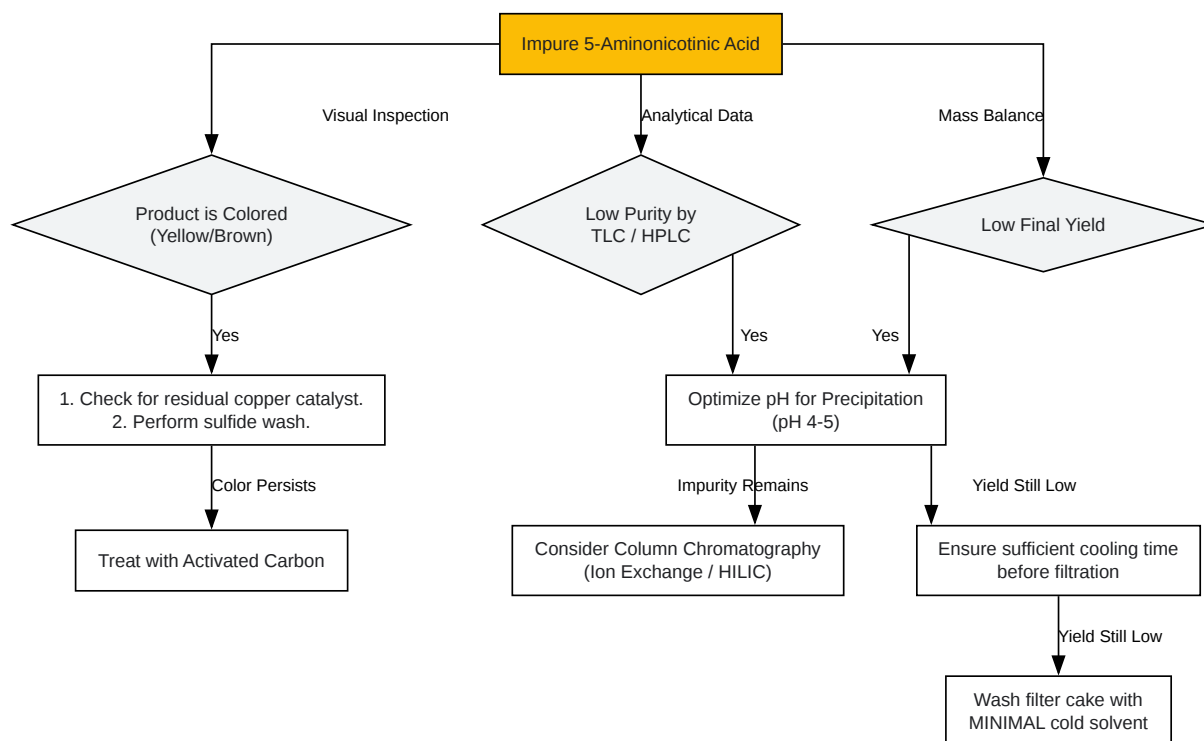 Impure 5-Aminonicotinic Acid
Visual Inspection
Analytical Data
Mass Balance
Product is Colored
(Yellow/Brown)
Low Purity by
TLC / HPLC
Low Final Yield
Yes
Yes
Yes
1. Check for residual copper catalyst.
2. Perform sulfide wash.
Optimize pH for Precipitation
(pH 4-5)
Color Persists
Impurity Remains
Yield Still Low
Treat with Activated Carbon
Consider Column Chromatography
(Ion Exchange / HILIC)
Ensure sufficient cooling time
before filtration
Yield Still Low
Wash filter cake with
MINIMAL cold solvent